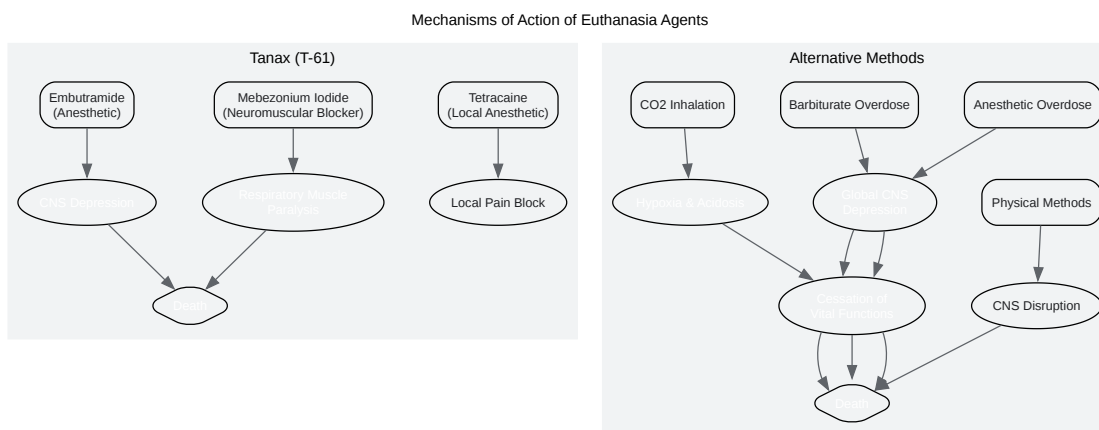 Mechanisms of Action of Euthanasia Agents
Tanax (T-61)
Embutramide
(Anesthetic)
Mebezonium Iodide
(Neuromuscular Blocker)
Tetracaine
(Local Anesthetic)
CNS Depression
Respiratory Muscle
Paralysis
Local Pain Block
Death
Alternative Methods
CO2 Inhalation
Barbiturate Overdose
Anesthetic Overdose
Hypoxia & Acidosis
Global CNS
Depression
Physical Methods
Cessation of
Vital Functions
CNS Disruption
Death